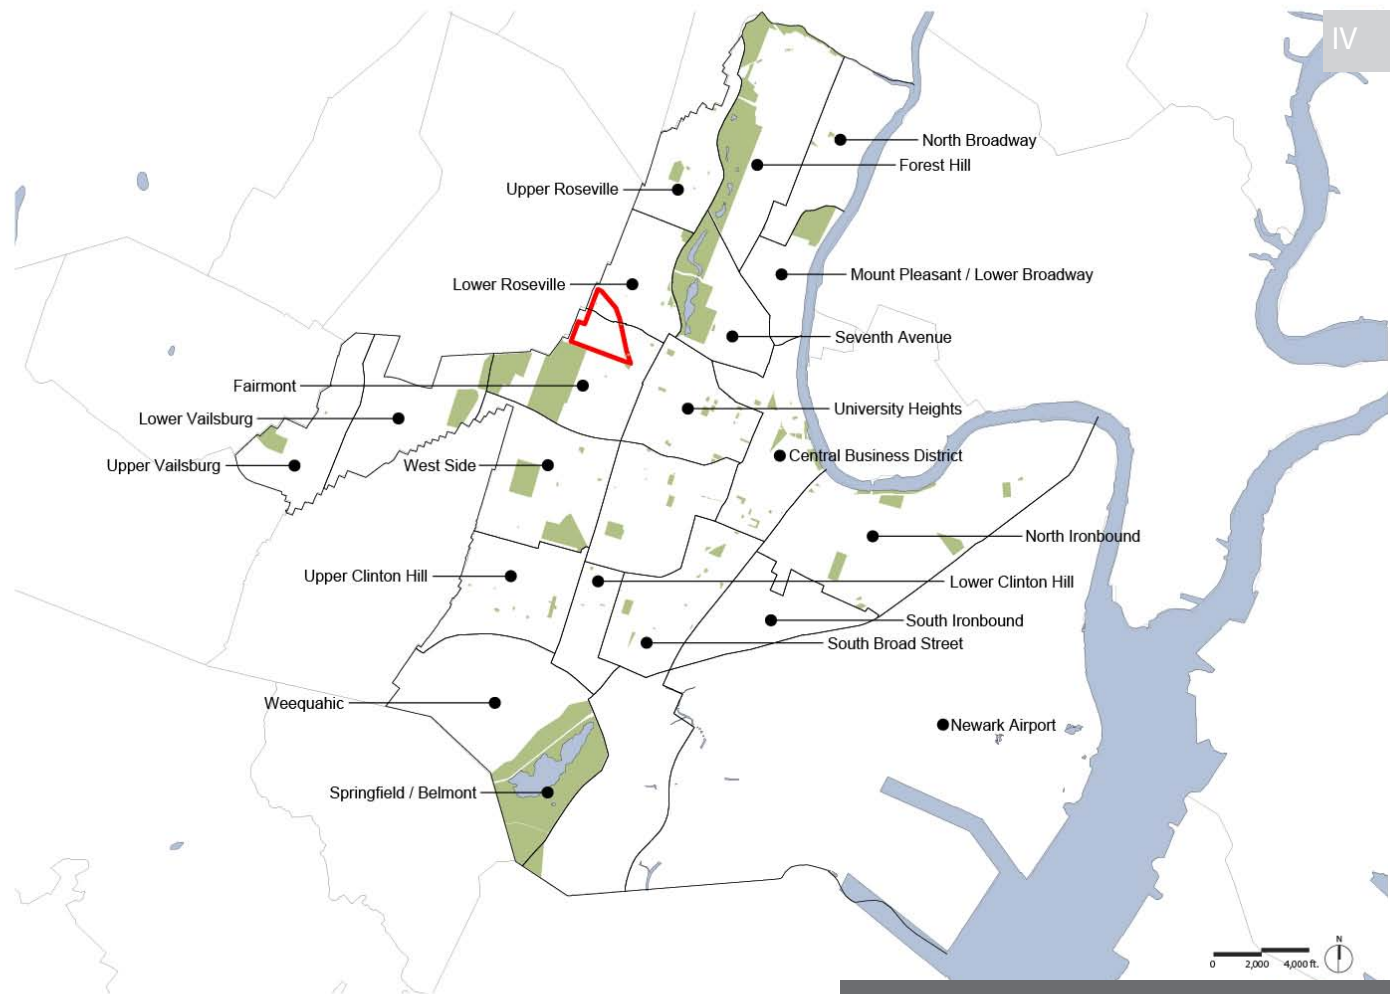 IV
North Broadway
Forest Hill
Upper Roseville
Mount Pleasant / Lower Broadway
Lower Roseville
Seventh Avenue
Fairmont
University Heights
Lower Vailsburg
Central Business District
Upper Vailsburg
West Side
North Ironbound
Upper Clinton Hill
Lower Clinton Hill
South Ironbound
South Broad Street
Weequahic
Newark Airport
Springfield / Belmont
N
0 2,000 4,000 ft.